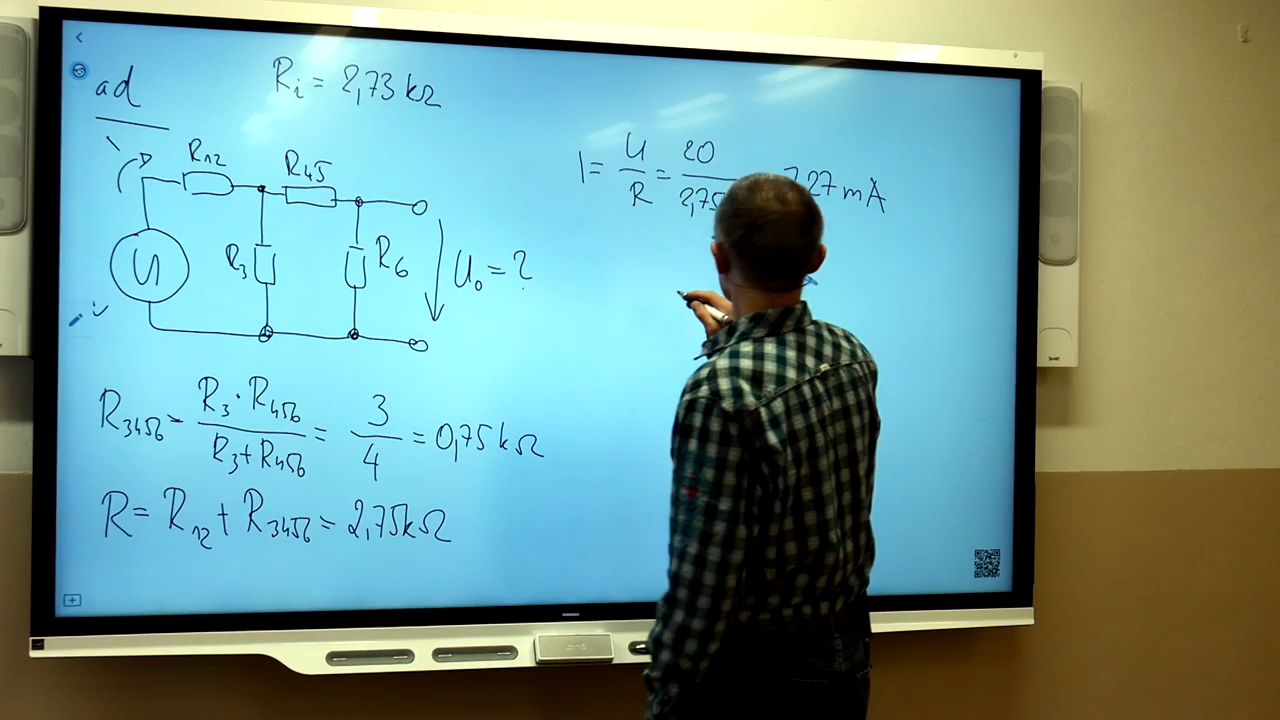 ad
Ri = 2,73 kΩ
R12
R45
R3
R6
U
U0 = ?
R3456 = R3 · R456 / R3 + R456 = 3 / 4 = 0,75 kΩ
R = R12 + R3456 = 2,75 kΩ
I = U / R = 20 / 2,75 7,27 mA